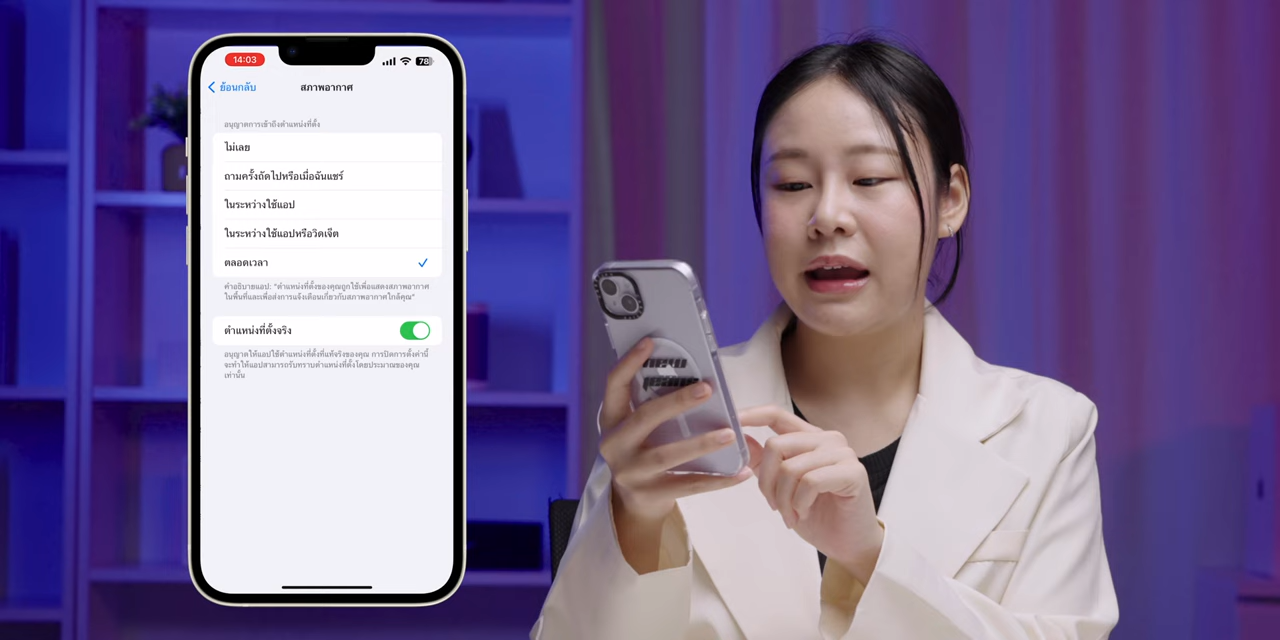 14:03
78
ย้อนกลับ
สภาพอากาศ
อนุญาตการเข้าถึงตำแหน่งที่ตั้ง
ไม่เลย
ถามครั้งถัดไปหรือเมื่อฉันแชร์
ในระหว่างใช้แอป
ในระหว่างใช้แอปหรือวิดเจ็ต
ตลอดเวลา
คำอธิบายแอป: "ตำแหน่งที่ตั้งของคุณถูกใช้เพื่อแสดงสภาพอากาศ
ในพื้นที่และเพื่อส่งการแจ้งเตือนเกี่ยวกับสภาพอากาศใกล้คุณ"
ตำแหน่งที่ตั้งจริง
อนุญาตให้แอปใช้ตำแหน่งที่ตั้งที่แท้จริงของคุณ การปิดการตั้งค่านี้
จะทำให้แอปสามารถรับทราบตำแหน่งที่ตั้งโดยประมาณของคุณ
เท่านั้น